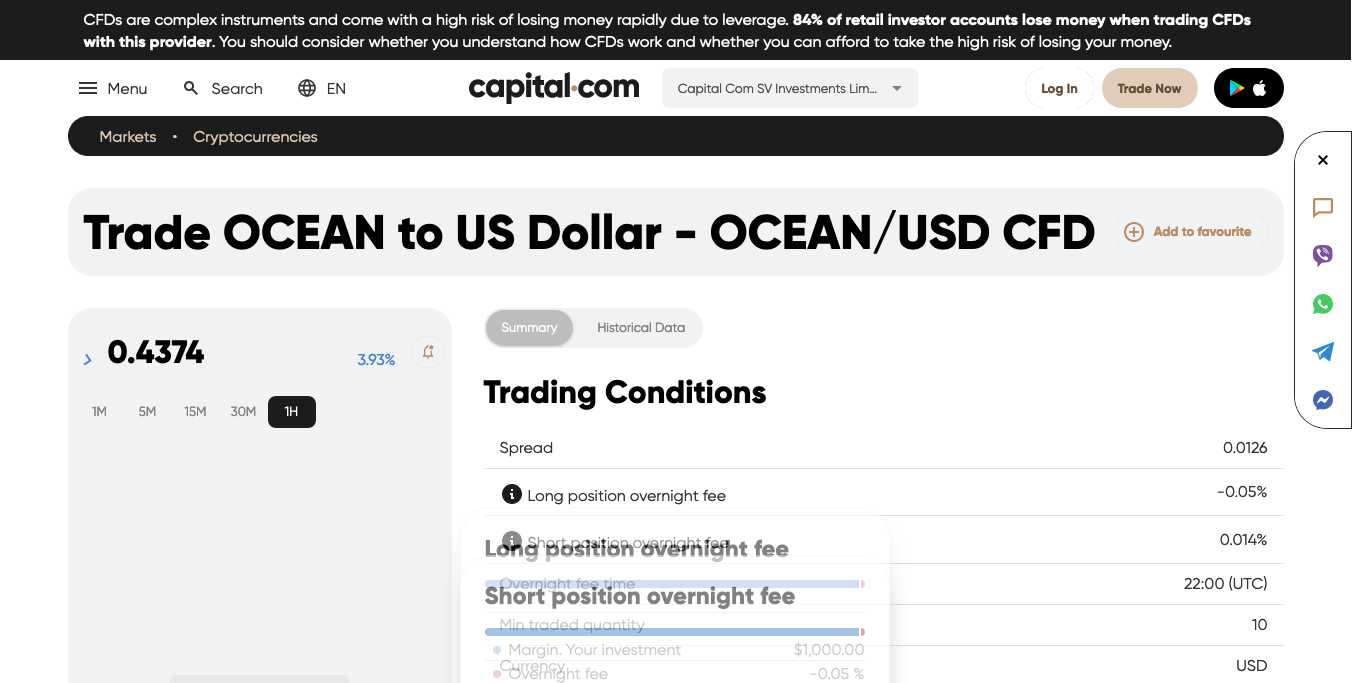 CFDs are complex instruments and come with a high risk of losing money rapidly due to leverage. 84% of retail investor accounts lose money when trading CFDs
with this provider. You should consider whether you understand how CFDs work and whether you can afford to take the high risk of losing your money.
Menu Search EN capital.com Capital Com SV Investments Lim... Log In Trade Now
Markets • Cryptocurrencies
Trade OCEAN to US Dollar - OCEAN/USD CFD Add to favourite
0.4374 3.93%
1M 5M 15M 30M 1H
Summary Historical Data
Trading Conditions
Spread 0.0126
Long position overnight fee -0.05%
Short position overnight fee 0.014%
Long position overnight fee
Overnight fee time 22:00 (UTC)
Short position overnight fee
Min traded quantity 10
Margin. Your investment $1,000.00
Currency USD
Overnight fee -0.05 %